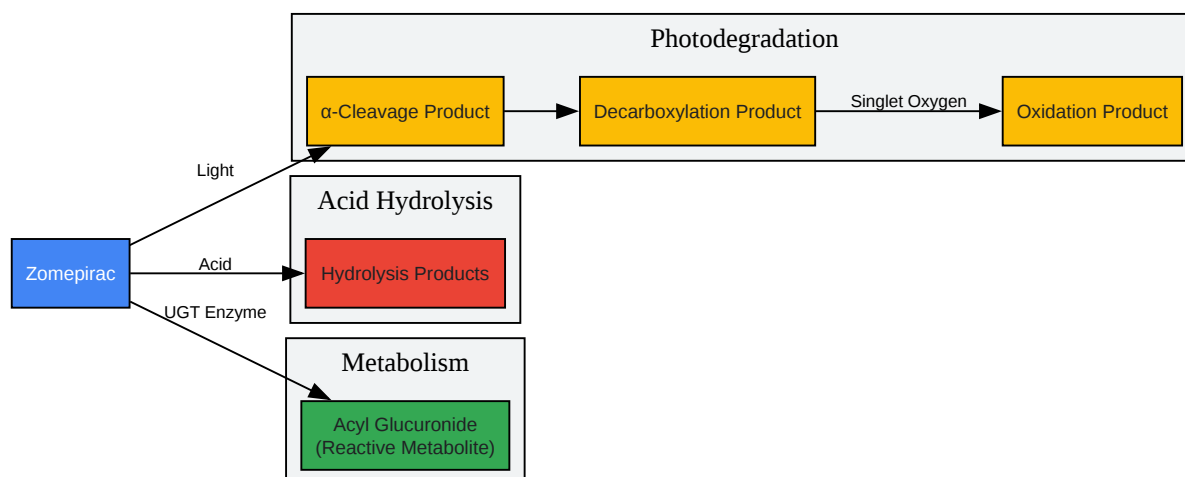 Photodegradation
α-Cleavage Product
Decarboxylation Product
Singlet Oxygen
Oxidation Product
Light
Acid Hydrolysis
Zomepirac
Acid
Hydrolysis Products
UGT Enzyme
Metabolism
Acyl Glucuronide
(Reactive Metabolite)